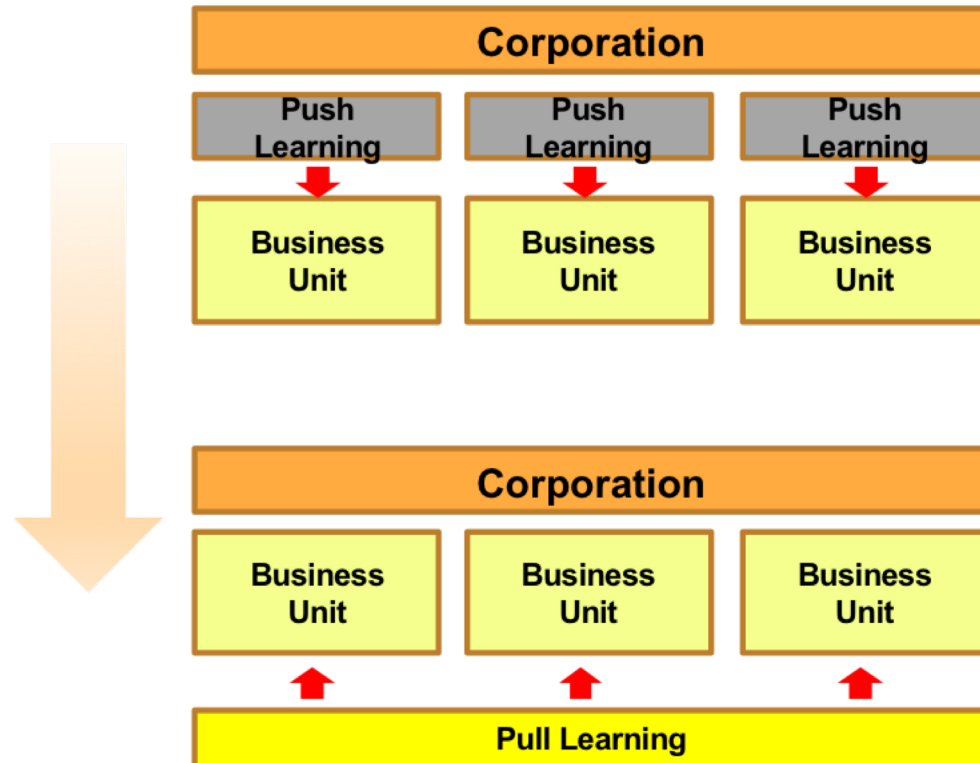 Corporation
Push Push Push
Learning Learning Learning
Business Business Business
Unit Unit Unit
Corporation
Business Business Business
Unit Unit Unit
Pull Learning